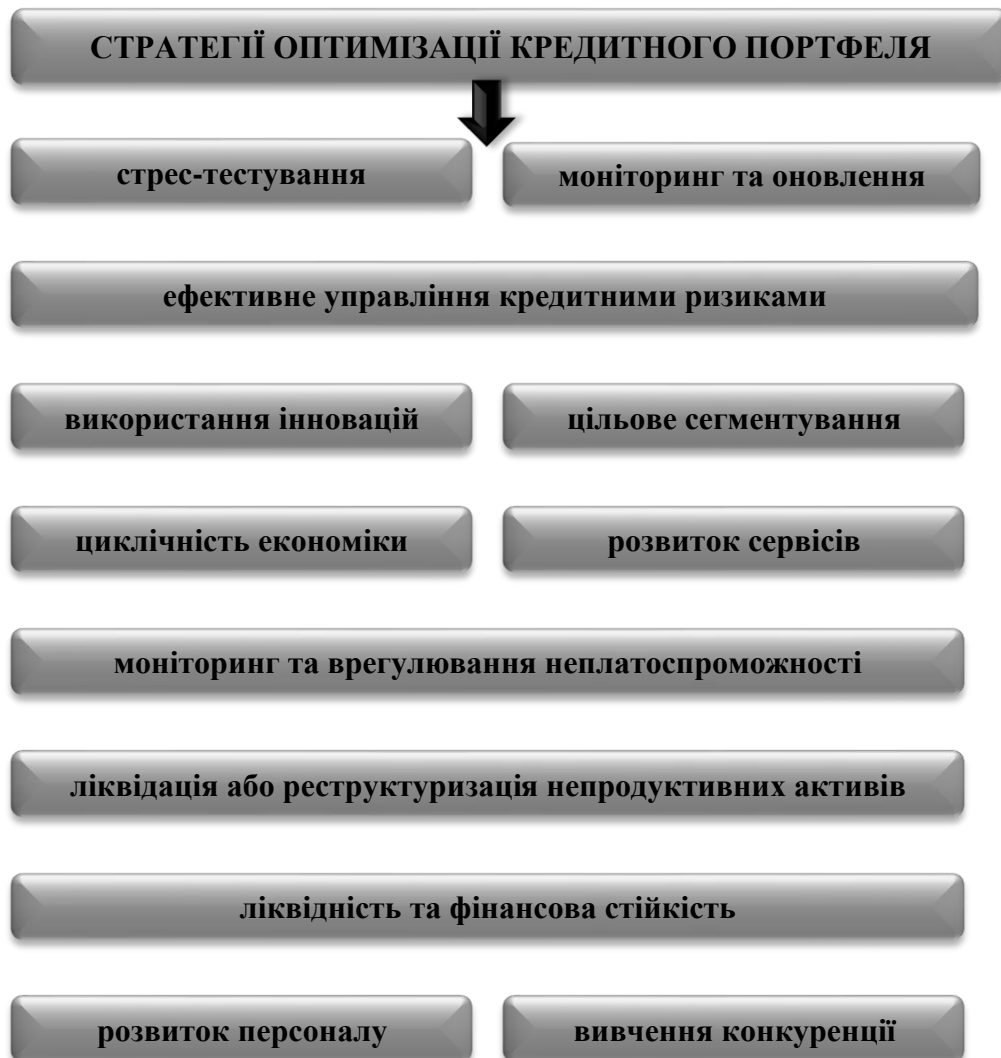 СТРАТЕГІЇ ОПТИМІЗАЦІЇ КРЕДИТНОГО ПОРТФЕЛЯ
стрес-тестування
моніторинг та оновлення
ефективне управління кредитними ризиками
використання інновацій
цільове сегментування
циклічність економіки
розвиток сервісів
моніторинг та врегулювання неплатоспроможності
ліквідація або реструктуризація непродуктивних активів
ліквідність та фінансова стійкість
розвиток персоналу
вивчення конкуренції